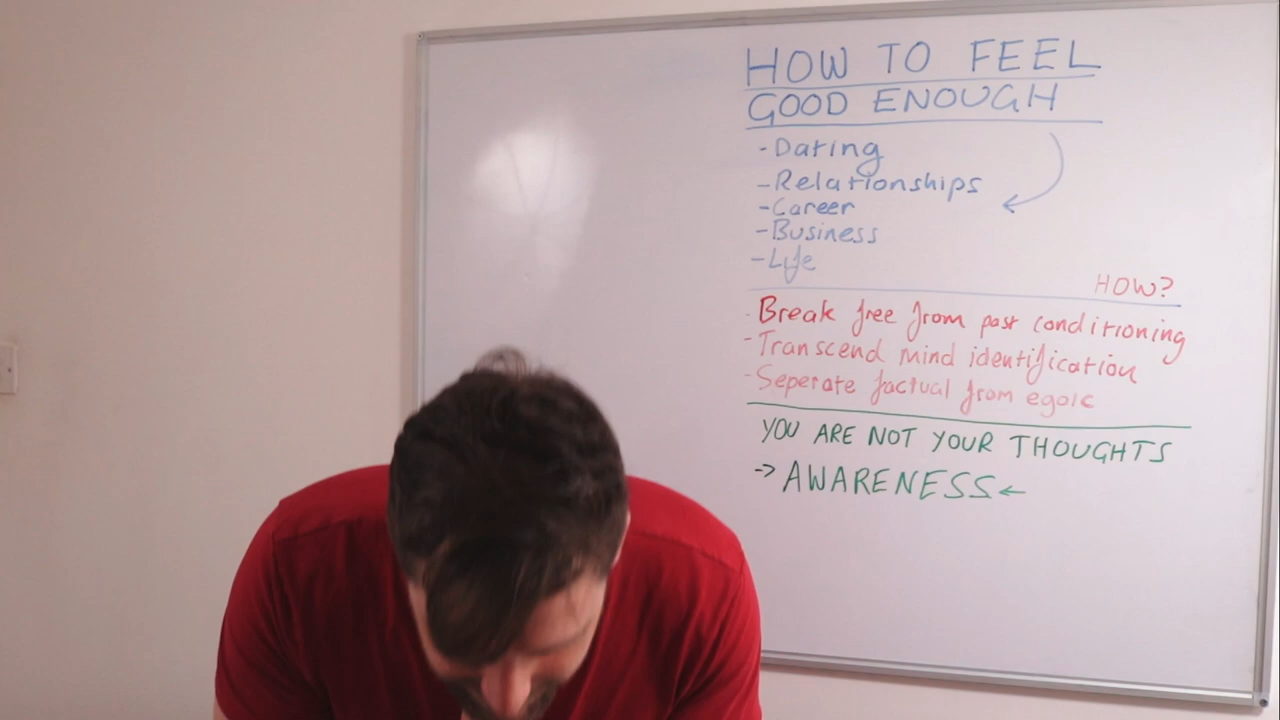 HOW TO FEEL
GOOD ENOUGH
- Dating
- Relationships
- Career
- Business
- Life
HOW?
- Break free from past conditioning
- Transcend mind identification
- Seperate factual from egoic
YOU ARE NOT YOUR THOUGHTS
-> AWARENESS <-